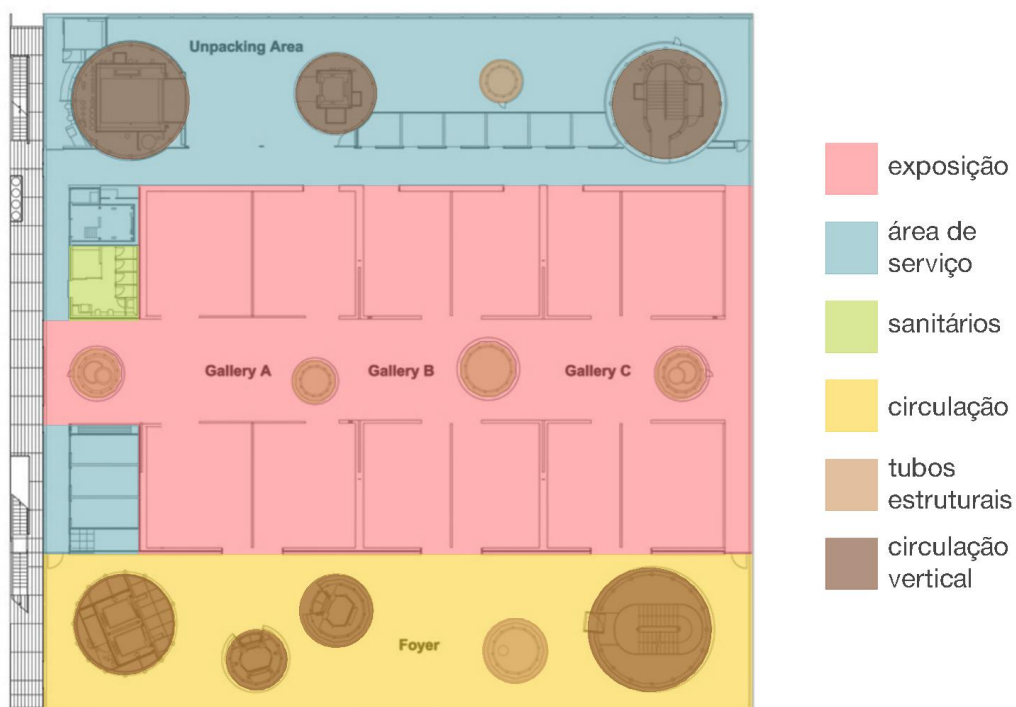 Unpacking Area
Gallery A
Gallery B
Gallery C
Foyer
exposição
área de
serviço
sanitários
circulação
tubos
estruturais
circulação
vertical